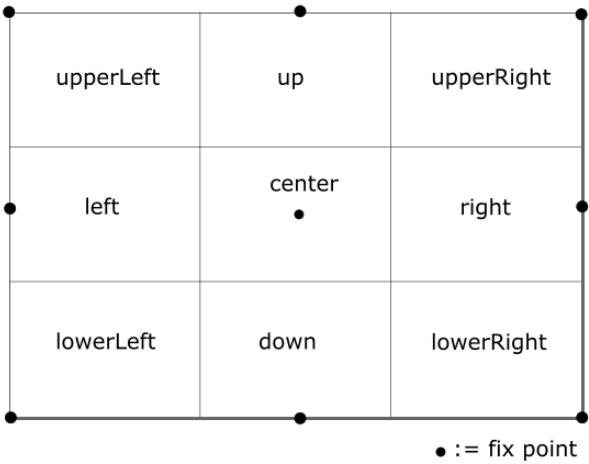 upperLeft up upperRight
center
left right
lowerLeft down lowerRight
● := fix point